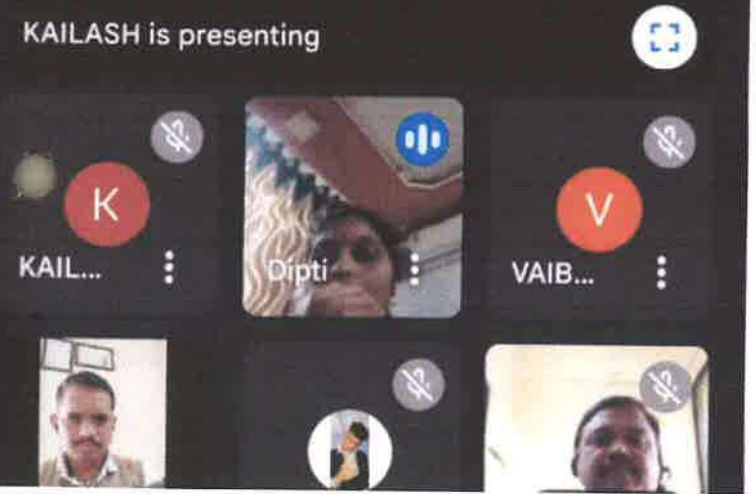 KAILASH is presenting
K
V
KAIL...
Dipti
VAIB...